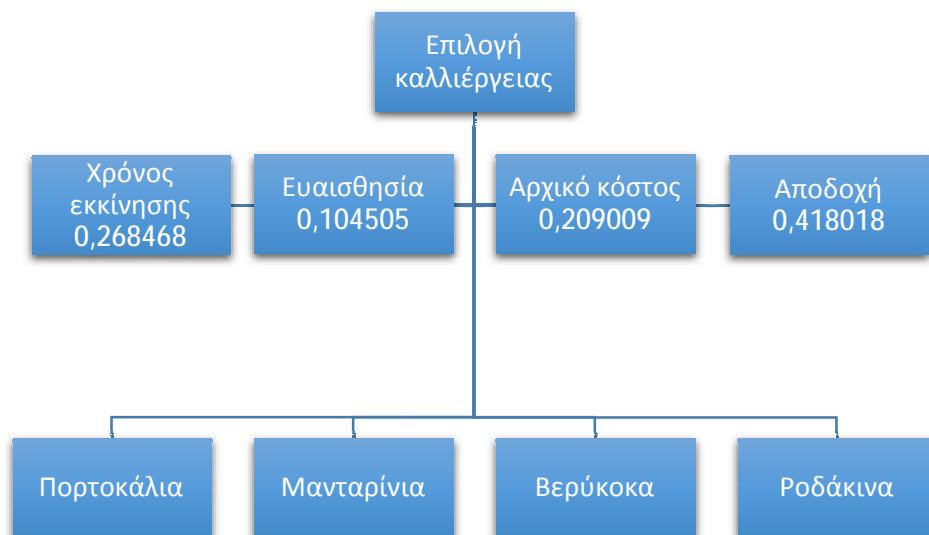 Επιλογή
καλλιέργειας
Χρόνος
εκκίνησης
0,268468
Ευαισθησία
0,104505
Αρχικό κόστος
0,209009
Αποδοχή
0,418018
Πορτοκάλια
Μανταρίνια
Βερύκοκα
Ροδάκινα